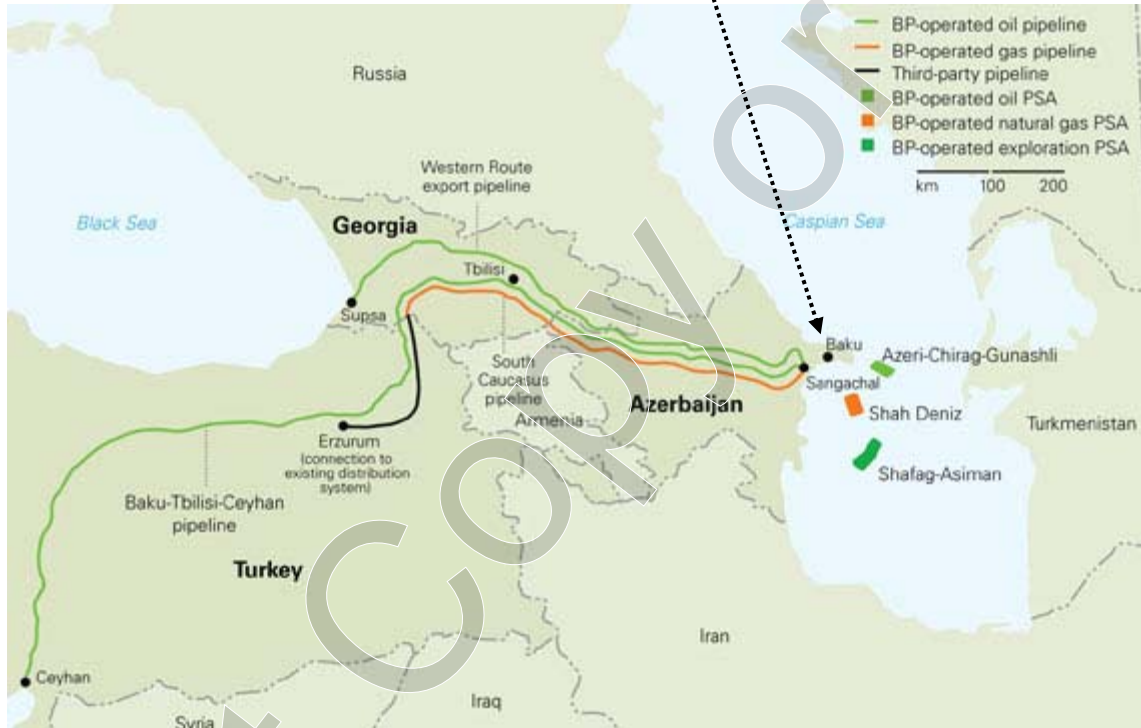 BP-operated oil pipeline
BP-operated gas pipeline
Third-party pipeline
BP-operated oil PSA
BP-operated natural gas PSA
BP-operated exploration PSA
km 100 200
Russia
Western Route
export pipeline
Black Sea
Georgia
Caspian Sea
Tbilisi
Supsa
Baku
Azeri-Chirag-Gunashli
South
Caucasus
pipeline
Sangachal
Azerbaijan
Shah Deniz
Armenia
Turkmenistan
Erzurum
(connection to
existing distribution
system)
Shafag-Asiman
Baku-Tbilisi-Ceyhan
pipeline
Turkey
Iran
Ceyhan
Iraq
Syria
Copy or